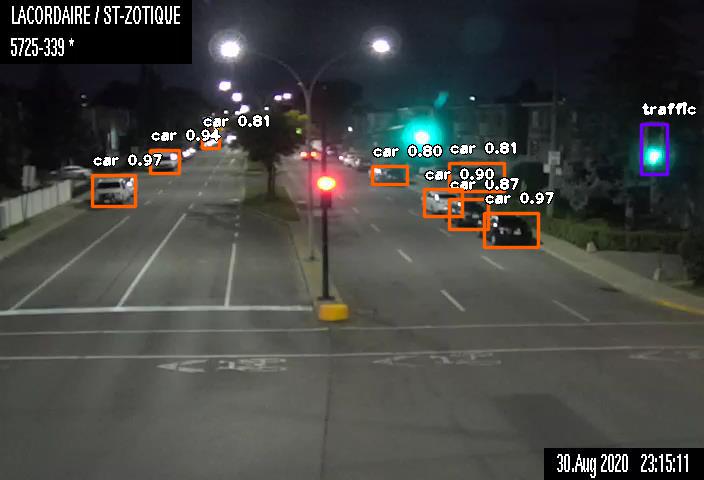 LACORDAIRE / ST-ZOTIQUE
5725-339 *
car 0.81
car 0.94
car 0.97
car 0.80
car 0.81
car 0.90
car 0.87
car 0.97
traffic
30.Aug 2020 23:15:11